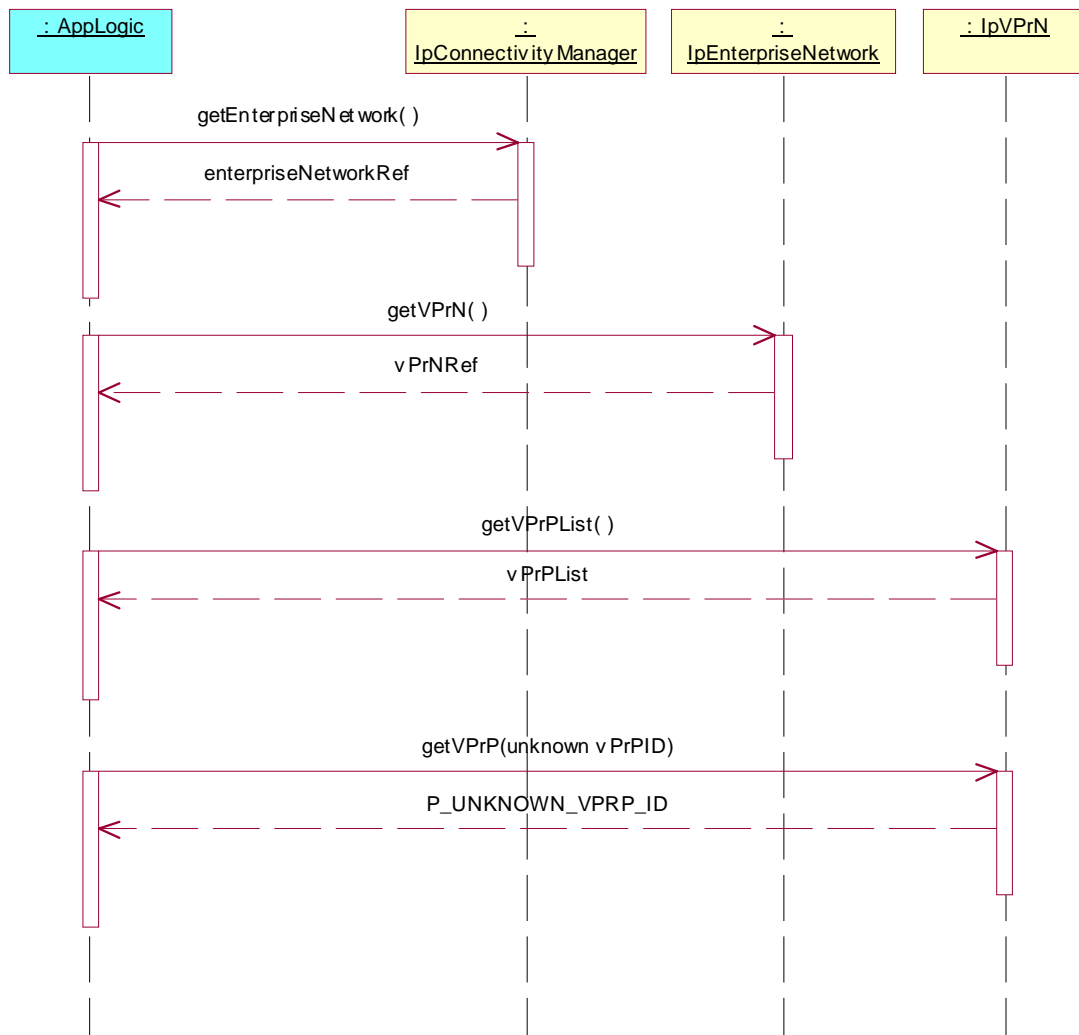 : AppLogic
:
IpConnectivityManager
:
IpEnterpriseNetwork
: IpVPrN
getEnterpriseNetwork( )
enterpriseNetworkRef
getVPrN( )
vPrNRef
getVPrPList( )
vPrPList
getVPrP(unknown vPrPID)
P_UNKNOWN_VPRP_ID